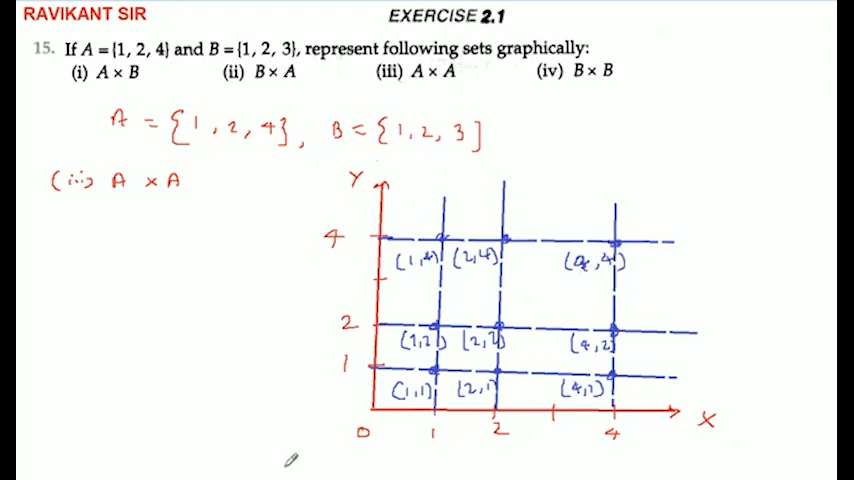 RAVIKANT SIR
EXERCISE 2.1
15. If A = {1, 2, 4} and B = {1, 2, 3}, represent following sets graphically:
(i) A × B (ii) B × A (iii) A × A (iv) B × B
A = {1, 2, 4}, B = {1, 2, 3}
(iii) A × A
Y
4
(1,4) (2,4) (4,4)
2
(1,2) (2,2) (4,2)
1
(1,1) (2,1) (4,1)
0 1 2 4 X